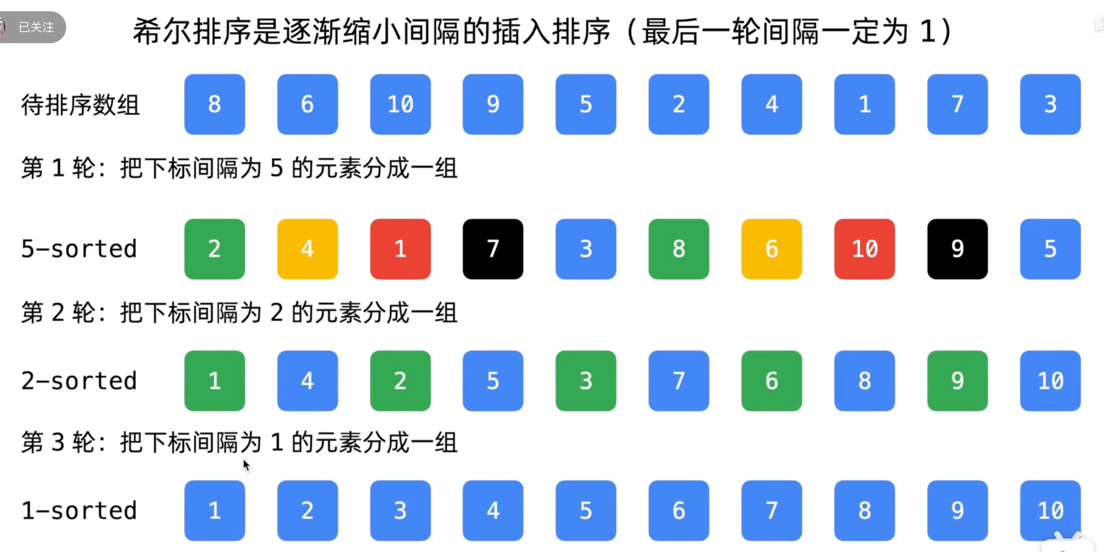 已关注
希尔排序是逐渐缩小间隔的插入排序（最后一轮间隔一定为 1）
待排序数组 8 6 10 9 5 2 4 1 7 3
第 1 轮：把下标间隔为 5 的元素分成一组
5-sorted 2 4 1 7 3 8 6 10 9 5
第 2 轮：把下标间隔为 2 的元素分成一组
2-sorted 1 4 2 5 3 7 6 8 9 10
第 3 轮：把下标间隔为 1 的元素分成一组
1-sorted 1 2 3 4 5 6 7 8 9 10